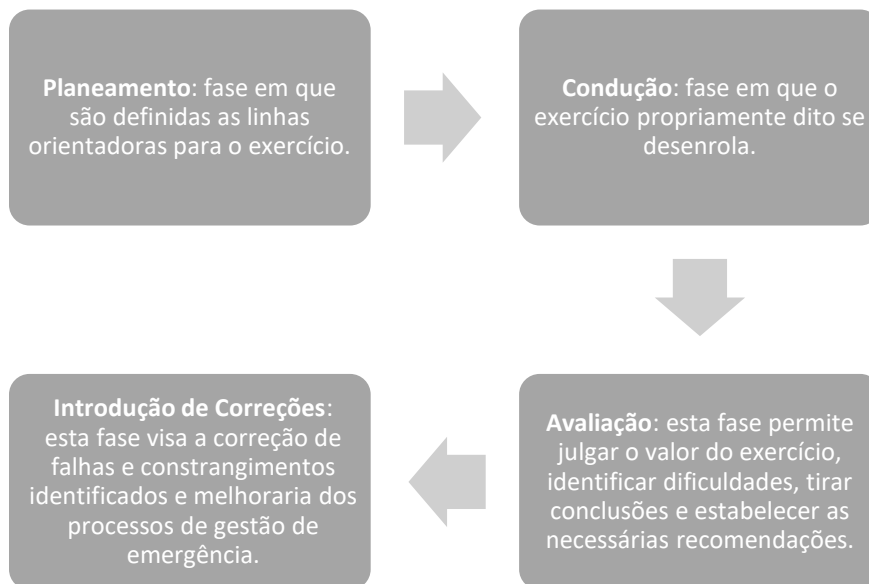 Planeamento: fase em que
são definidas as linhas
orientadoras para o exercício.
Condução: fase em que o
exercício propriamente dito se
desenrola.
Avaliação: esta fase permite
julgar o valor do exercício,
identificar dificuldades, tirar
conclusões e estabelecer as
necessárias recomendações.
Introdução de Correções:
esta fase visa a correção de
falhas e constrangimentos
identificados e melhoraria dos
processos de gestão de
emergência.